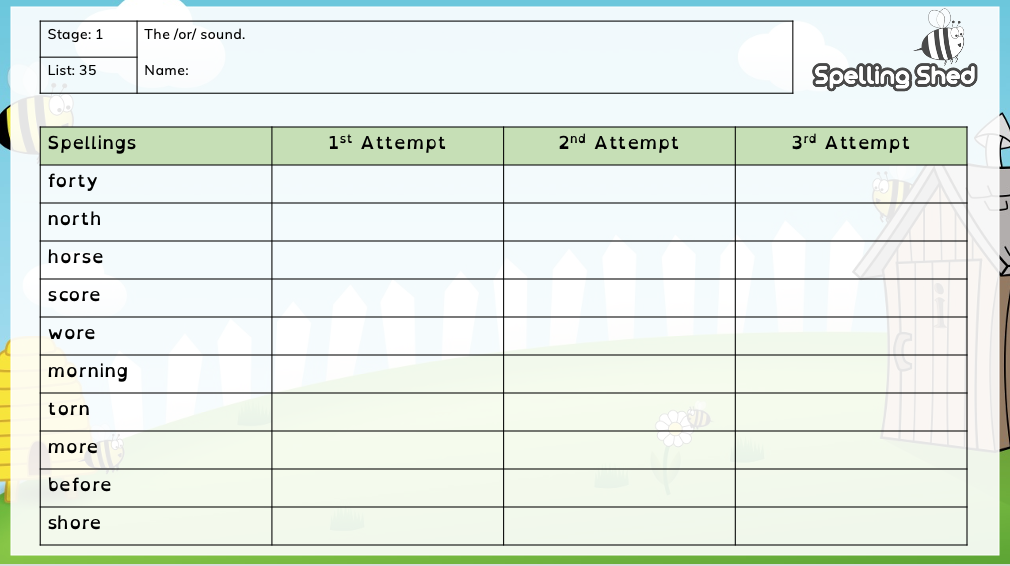 Stage: 1
The /or/ sound.
List: 35
Name:
Spelling Shed
Spellings 1st Attempt 2nd Attempt 3rd Attempt
forty
north
horse
score
wore
morning
torn
more
before
shore